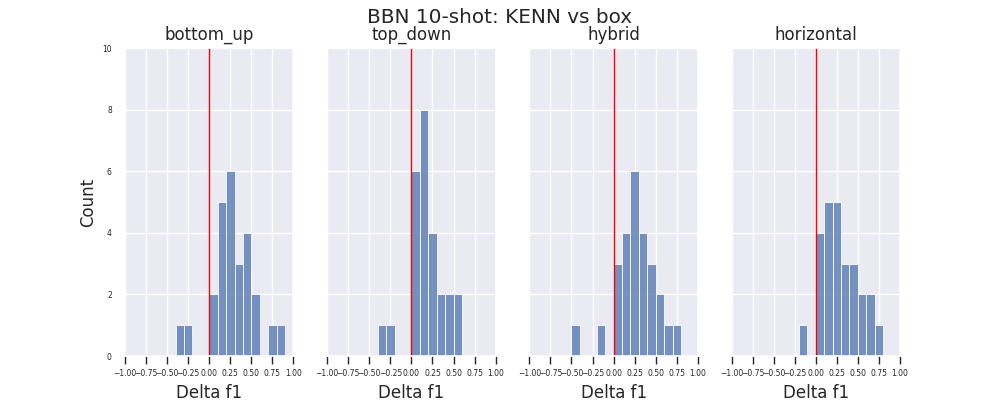 BBN 10-shot: KENN vs box
bottom_up top_down hybrid horizontal
10
8
6
4
2
0
Count
−1.00 −0.75 −0.50 −0.25 0.00 0.25 0.50 0.75 1.00 −1.00 −0.75 −0.50 −0.25 0.00 0.25 0.50 0.75 1.00 −1.00 −0.75 −0.50 −0.25 0.00 0.25 0.50 0.75 1.00 −1.00 −0.75 −0.50 −0.25 0.00 0.25 0.50 0.75 1.00
Delta f1 Delta f1 Delta f1 Delta f1